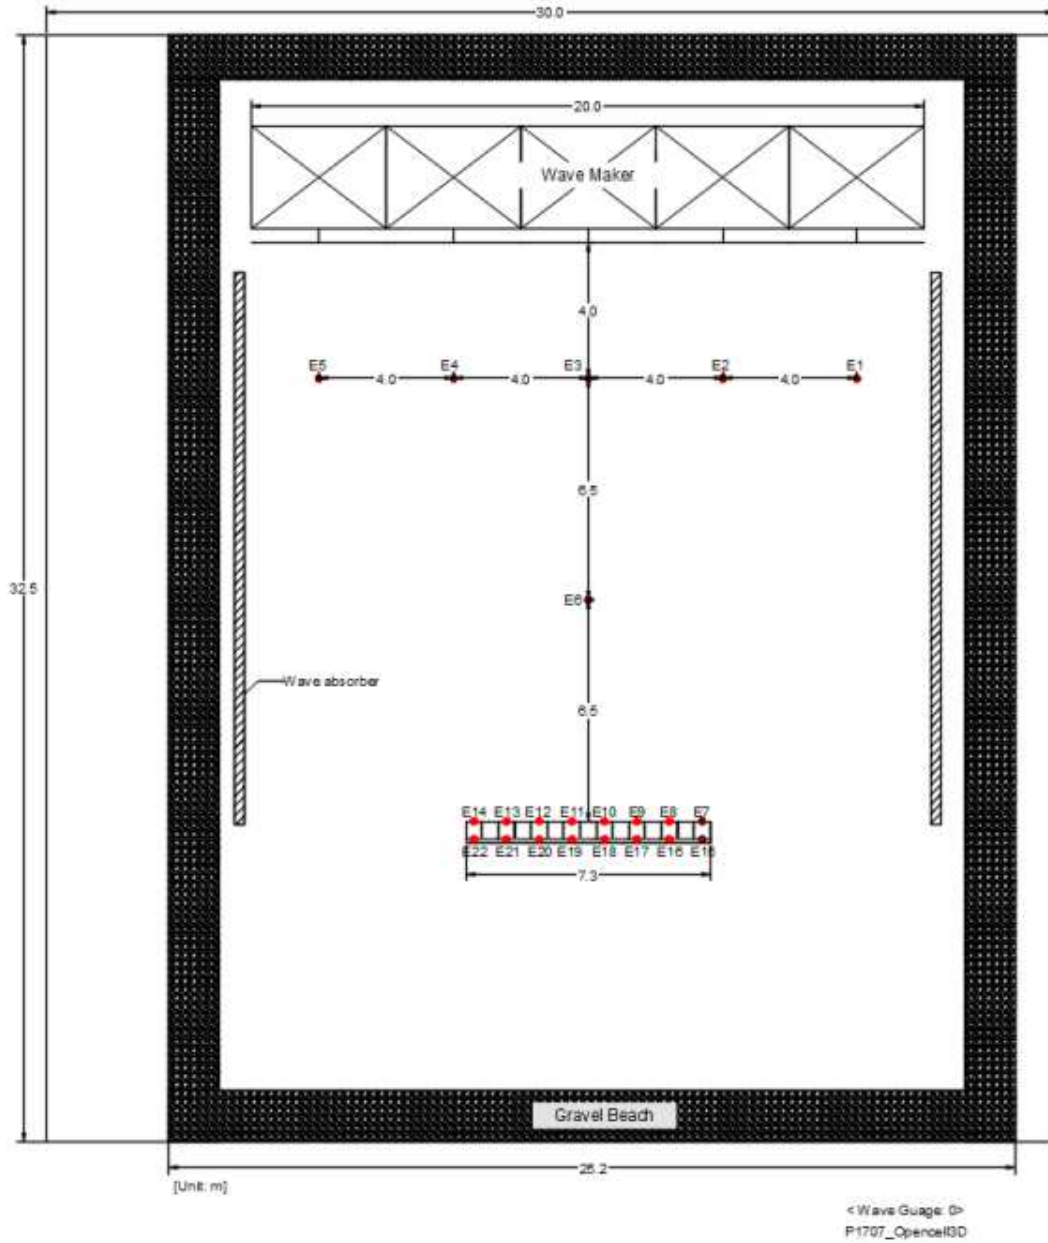 30.0
20.0
Wave Maker
4.0
E5 E4 E3 E2 E1
4.0 4.0 4.0 4.0
6.5
32.5
E6
Wave absorber
6.5
E14 E13 E12 E11 E10 E9 E8 E7
E22 E21 E20 E19 E18 E17 E16 E15
7.3
Gravel Beach
25.2
[Unit: m]
< Wave Guage: 0>
P1707_Opencell3D